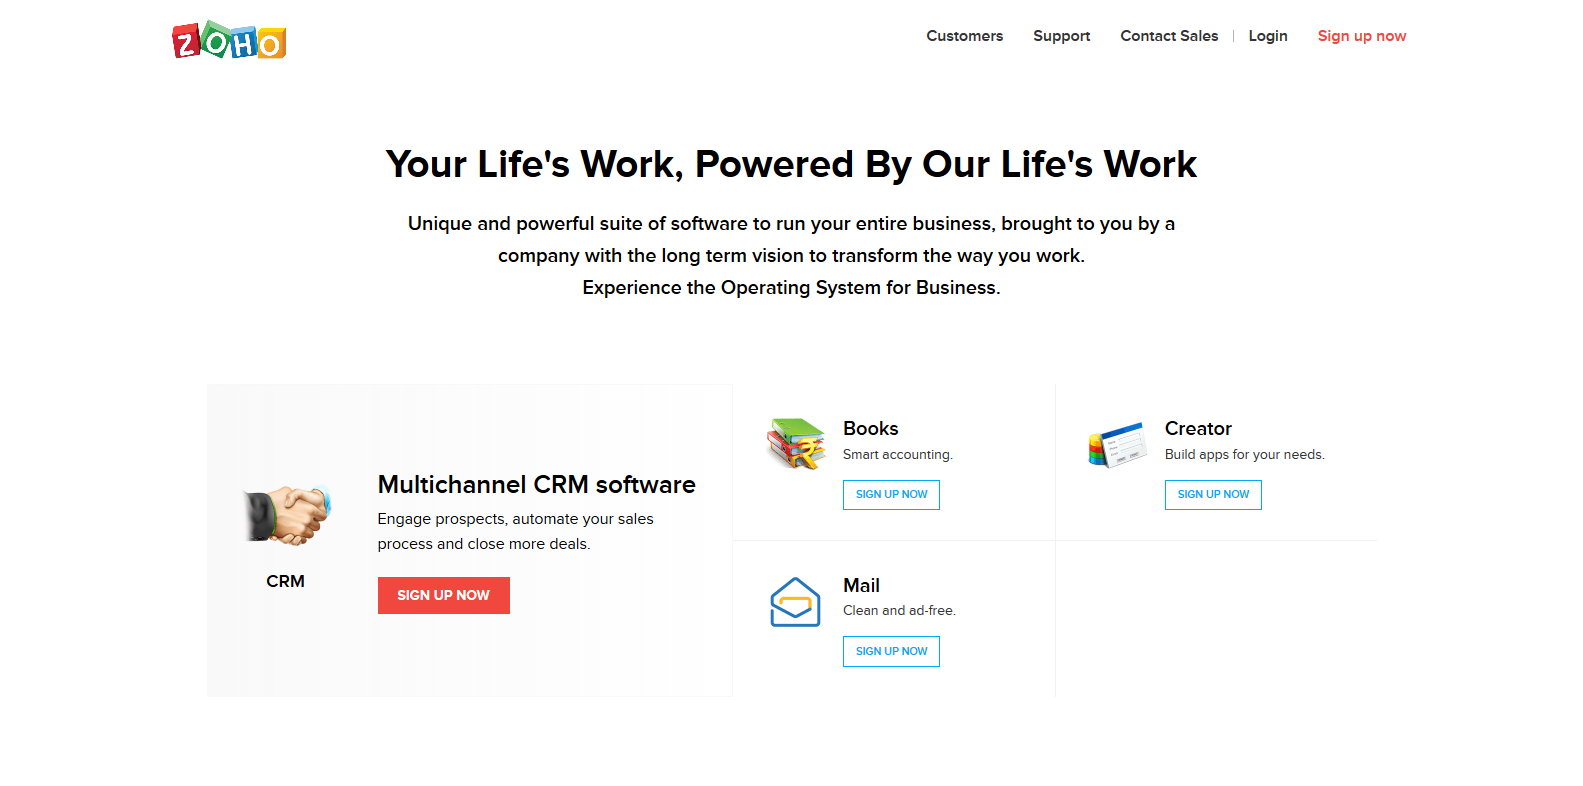 ZOHO
Customers
Support
Contact Sales
Login
Sign up now
Your Life's Work, Powered By Our Life's Work
Unique and powerful suite of software to run your entire business, brought to you by a
company with the long term vision to transform the way you work.
Experience the Operating System for Business.
CRM
Multichannel CRM software
Engage prospects, automate your sales
process and close more deals.
SIGN UP NOW
Books
Smart accounting.
SIGN UP NOW
Creator
Build apps for your needs.
SIGN UP NOW
Mail
Clean and ad-free.
SIGN UP NOW